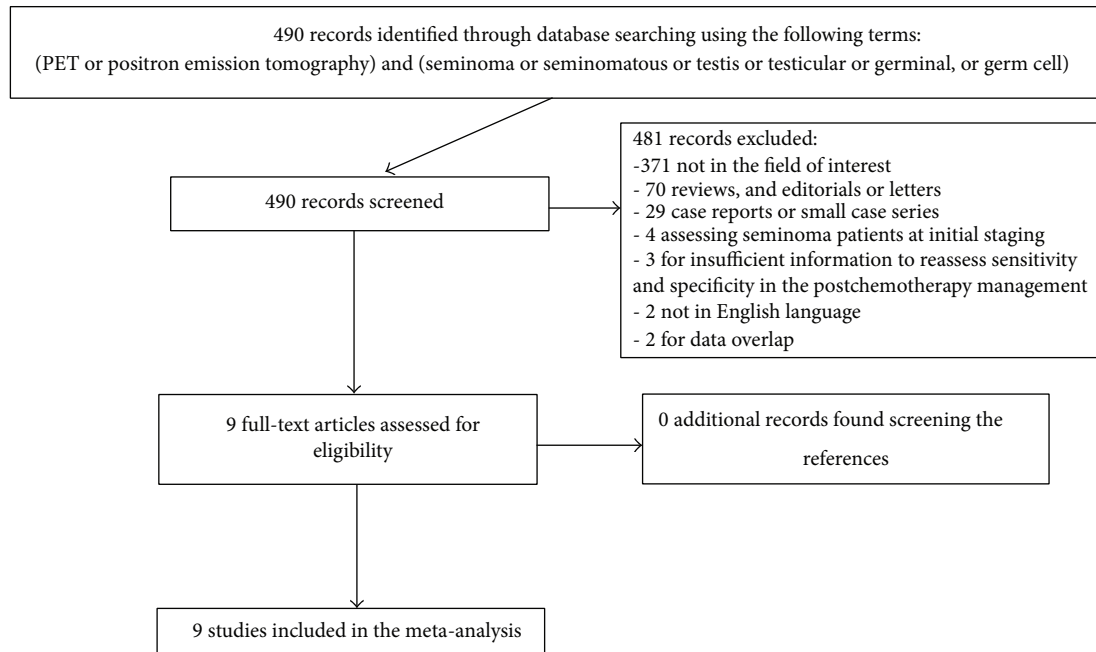 490 records identified through database searching using the following terms:
(PET or positron emission tomography) and (seminoma or seminomatous or testis or testicular or germinal, or germ cell)
490 records screened
481 records excluded:
-371 not in the field of interest
- 70 reviews, and editorials or letters
- 29 case reports or small case series
- 4 assessing seminoma patients at initial staging
- 3 for insufficient information to reassess sensitivity
and specificity in the postchemotherapy management
- 2 not in English language
- 2 for data overlap
9 full-text articles assessed for
eligibility
0 additional records found screening the
references
9 studies included in the meta-analysis